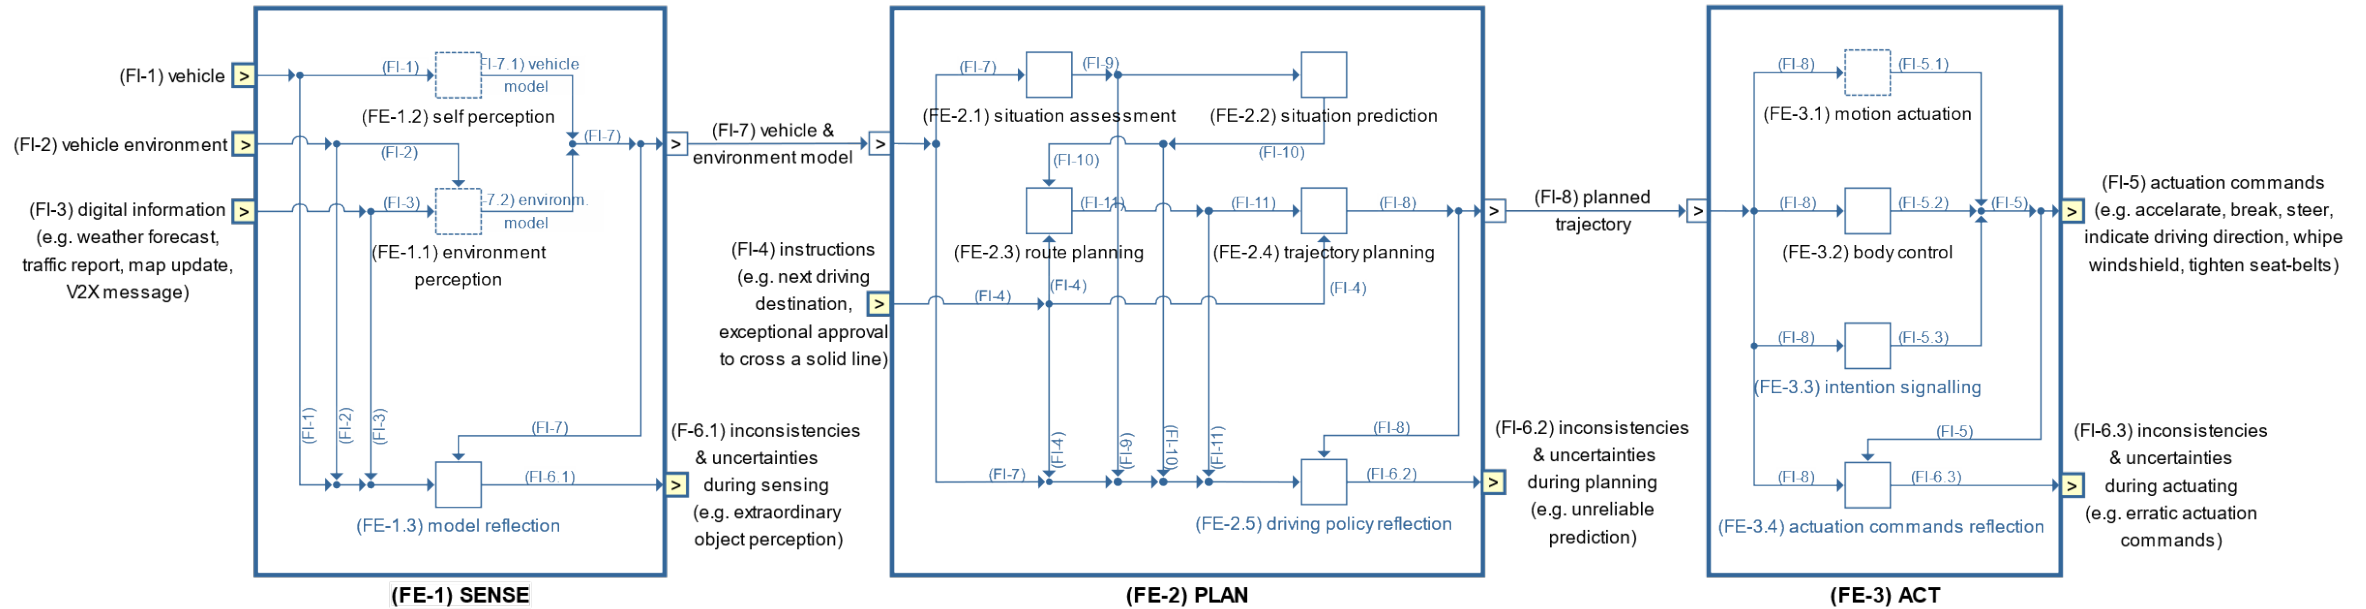 (FI-1) vehicle
(FI-2) vehicle environment
(FI-3) digital information
(e.g. weather forecast,
traffic report, map update,
V2X message)
>
>
>
(FI-1)
FI-7.1) vehicle
model
(FE-1.2) self perception
(FI-2)
(FI-7)
(FI-3)
-7.2) environm.
model
(FE-1.1) environment
perception
(FI-1)
(FI-2)
(FI-3)
(FI-7)
(FI-6.1)
(FE-1.3) model reflection
(FE-1) SENSE
>
>
(FI-7) vehicle &
environment model
(F-6.1) inconsistencies
& uncertainties
during sensing
(e.g. extraordinary
object perception)
(FI-4) instructions
(e.g. next driving
destination,
exceptional approval
to cross a solid line)
>
>
(FI-7)
(FI-9)
(FE-2.1) situation assessment
(FE-2.2) situation prediction
(FI-10)
(FI-10)
(FI-11)
(FI-11)
(FI-8)
(FE-2.3) route planning
(FE-2.4) trajectory planning
(FI-4)
(FI-4)
(FI-4)
(FI-7)
(FI-4)
(FI-9)
(FI-10)
(FI-11)
(FI-8)
(FI-6.2)
(FE-2.5) driving policy reflection
(FE-2) PLAN
>
>
(FI-8) planned
trajectory
(FI-6.2) inconsistencies
& uncertainties
during planning
(e.g. unreliable
prediction)
>
(FI-8)
(FI-5.1)
(FE-3.1) motion actuation
(FI-8)
(FI-5.2)
(FI-5)
(FE-3.2) body control
(FI-8)
(FI-5.3)
(FE-3.3) intention signalling
(FI-5)
(FI-8)
(FI-6.3)
(FE-3.4) actuation commands reflection
(FE-3) ACT
>
>
(FI-5) actuation commands
(e.g. accelarate, break, steer,
indicate driving direction, whipe
windshield, tighten seat-belts)
(FI-6.3) inconsistencies
& uncertainties
during actuating
(e.g. erratic actuation
commands)